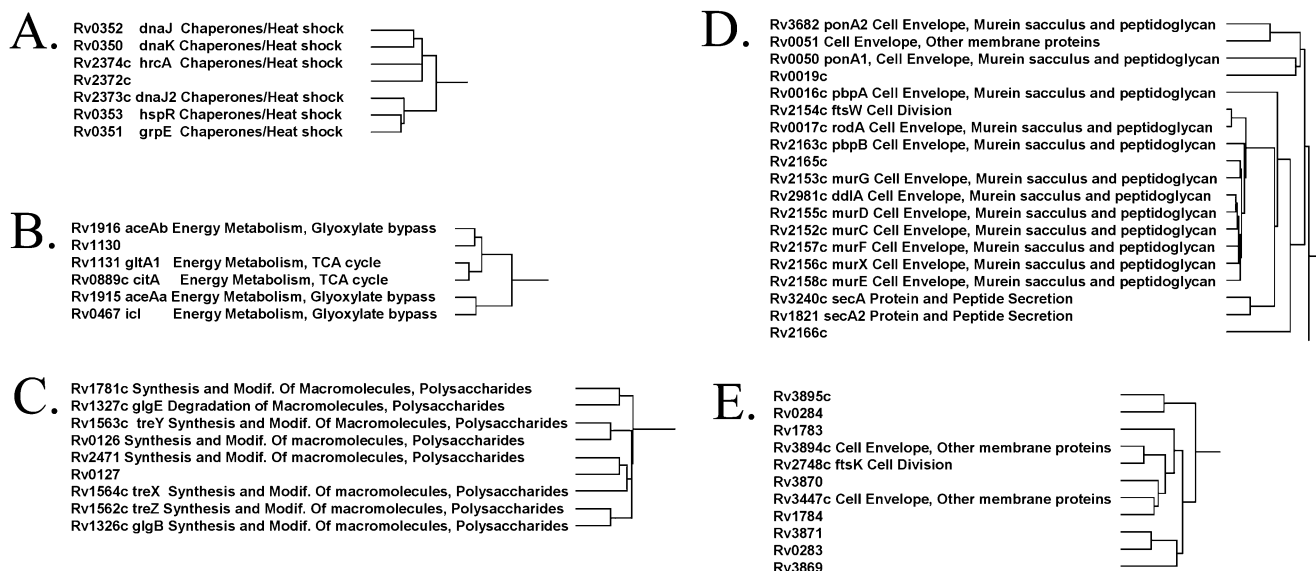 A.
Rv0352 dnaJ Chaperones/Heat shock
Rv0350 dnaK Chaperones/Heat shock
Rv2374c hrcA Chaperones/Heat shock
Rv2372c
Rv2373c dnaJ2 Chaperones/Heat shock
Rv0353 hspR Chaperones/Heat shock
Rv0351 grpE Chaperones/Heat shock
B.
Rv1916 aceAb Energy Metabolism, Glyoxylate bypass
Rv1130
Rv1131 gltA1 Energy Metabolism, TCA cycle
Rv0889c citA Energy Metabolism, TCA cycle
Rv1915 aceAa Energy Metabolism, Glyoxylate bypass
Rv0467 icl Energy Metabolism, Glyoxylate bypass
C.
Rv1781c Synthesis and Modif. Of Macromolecules, Polysaccharides
Rv1327c glgE Degradation of Macromolecules, Polysaccharides
Rv1563c treY Synthesis and Modif. Of Macromolecules, Polysaccharides
Rv0126 Synthesis and Modif. Of macromolecules, Polysaccharides
Rv2471 Synthesis and Modif. Of macromolecules, Polysaccharides
Rv0127
Rv1564c treX Synthesis and Modif. Of macromolecules, Polysaccharides
Rv1562c treZ Synthesis and Modif. Of macromolecules, Polysaccharides
Rv1326c glgB Synthesis and Modif. Of macromolecules, Polysaccharides
D.
Rv3682 ponA2 Cell Envelope, Murein sacculus and peptidoglycan
Rv0051 Cell Envelope, Other membrane proteins
Rv0050 ponA1, Cell Envelope, Murein sacculus and peptidoglycan
Rv0019c
Rv0016c pbpA Cell Envelope, Murein sacculus and peptidoglycan
Rv2154c ftsW Cell Division
Rv0017c rodA Cell Envelope, Murein sacculus and peptidoglycan
Rv2163c pbpB Cell Envelope, Murein sacculus and peptidoglycan
Rv2165c
Rv2153c murG Cell Envelope, Murein sacculus and peptidoglycan
Rv2981c ddlA Cell Envelope, Murein sacculus and peptidoglycan
Rv2155c murD Cell Envelope, Murein sacculus and peptidoglycan
Rv2152c murC Cell Envelope, Murein sacculus and peptidoglycan
Rv2157c murF Cell Envelope, Murein sacculus and peptidoglycan
Rv2156c murX Cell Envelope, Murein sacculus and peptidoglycan
Rv2158c murE Cell Envelope, Murein sacculus and peptidoglycan
Rv3240c secA Protein and Peptide Secretion
Rv1821 secA2 Protein and Peptide Secretion
Rv2166c
E.
Rv3895c
Rv0284
Rv1783
Rv3894c Cell Envelope, Other membrane proteins
Rv2748c ftsK Cell Division
Rv3870
Rv3447c Cell Envelope, Other membrane proteins
Rv1784
Rv3871
Rv0283
Rv3869